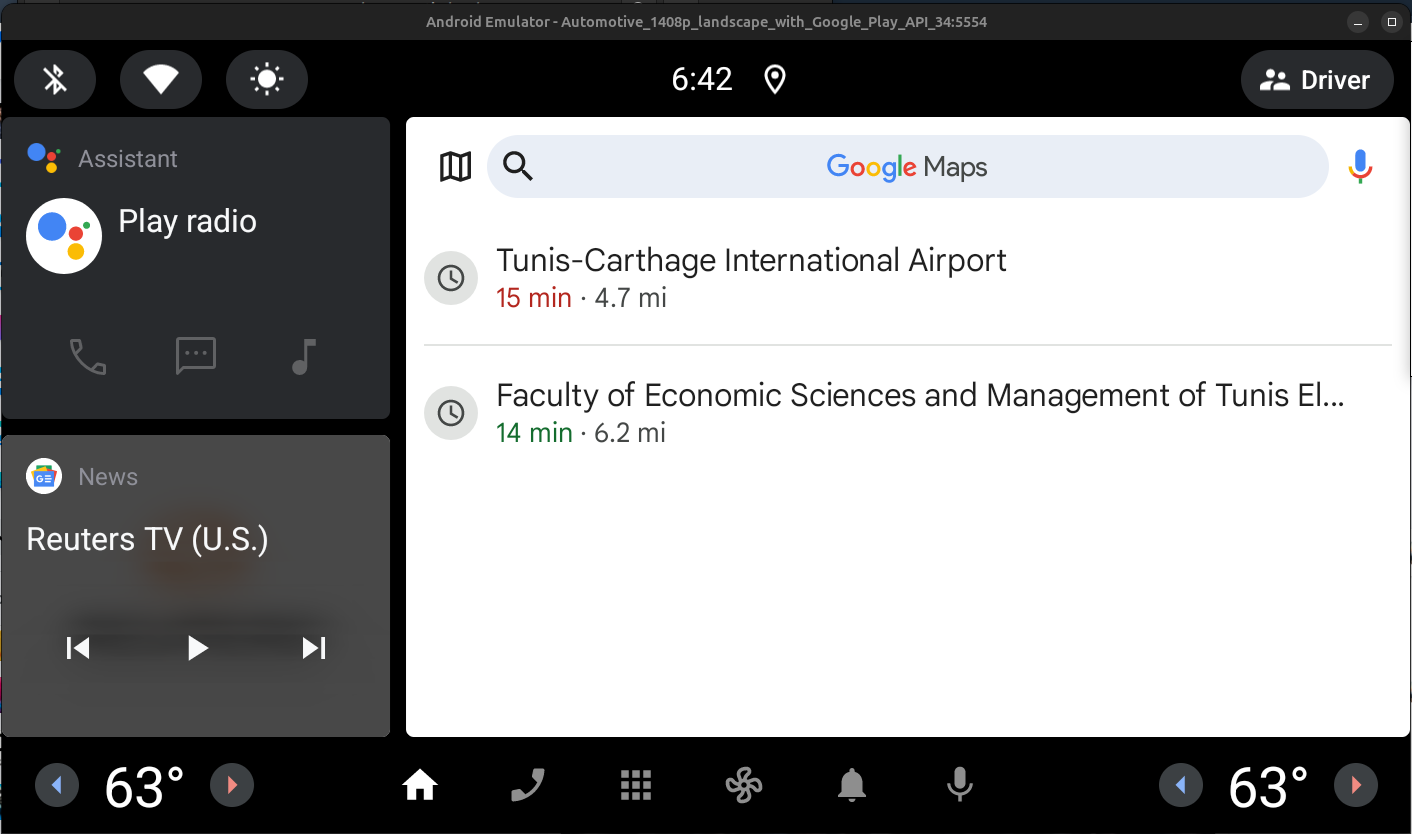 Android Emulator - Automotive_1408p_landscape_with_Google_Play_API_34:5554
6:42
Driver
Assistant
Play radio
News
Reuters TV (U.S.)
Google Maps
Tunis-Carthage International Airport
15 min · 4.7 mi
Faculty of Economic Sciences and Management of Tunis El...
14 min · 6.2 mi
63°
63°